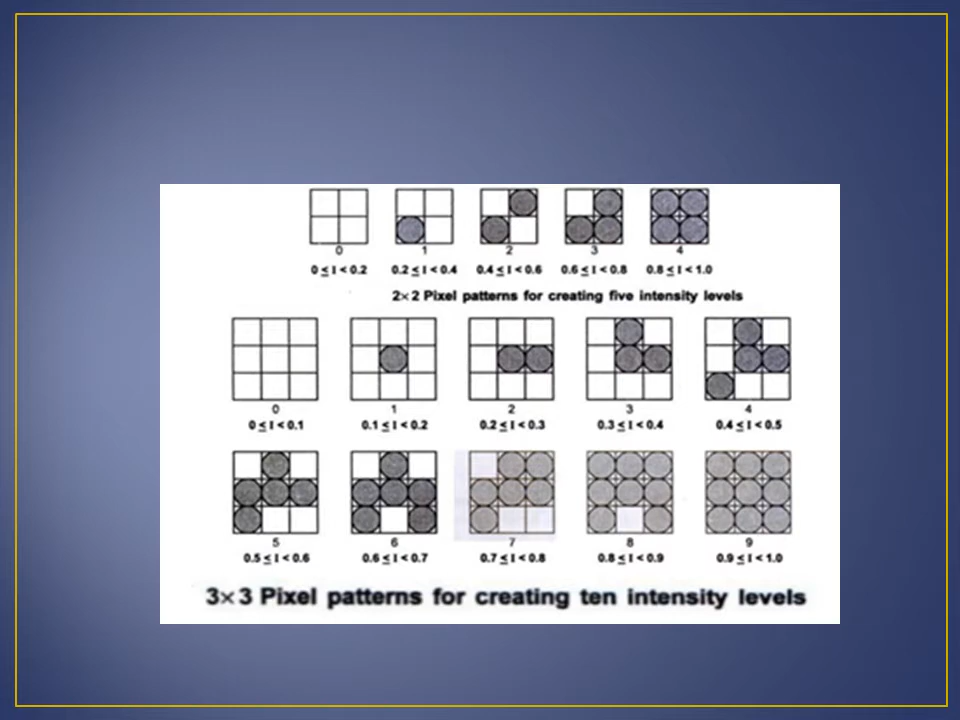 0 1 2 3 4
0 ≤ I < 0.2 0.2 ≤ I < 0.4 0.4 ≤ I < 0.6 0.6 ≤ I < 0.8 0.8 ≤ I < 1.0
2×2 Pixel patterns for creating five intensity levels
0 1 2 3 4
0 ≤ I < 0.1 0.1 ≤ I < 0.2 0.2 ≤ I < 0.3 0.3 ≤ I < 0.4 0.4 ≤ I < 0.5
5 6 7 8 9
0.5 ≤ I < 0.6 0.6 ≤ I < 0.7 0.7 ≤ I < 0.8 0.8 ≤ I < 0.9 0.9 ≤ I < 1.0
3×3 Pixel patterns for creating ten intensity levels